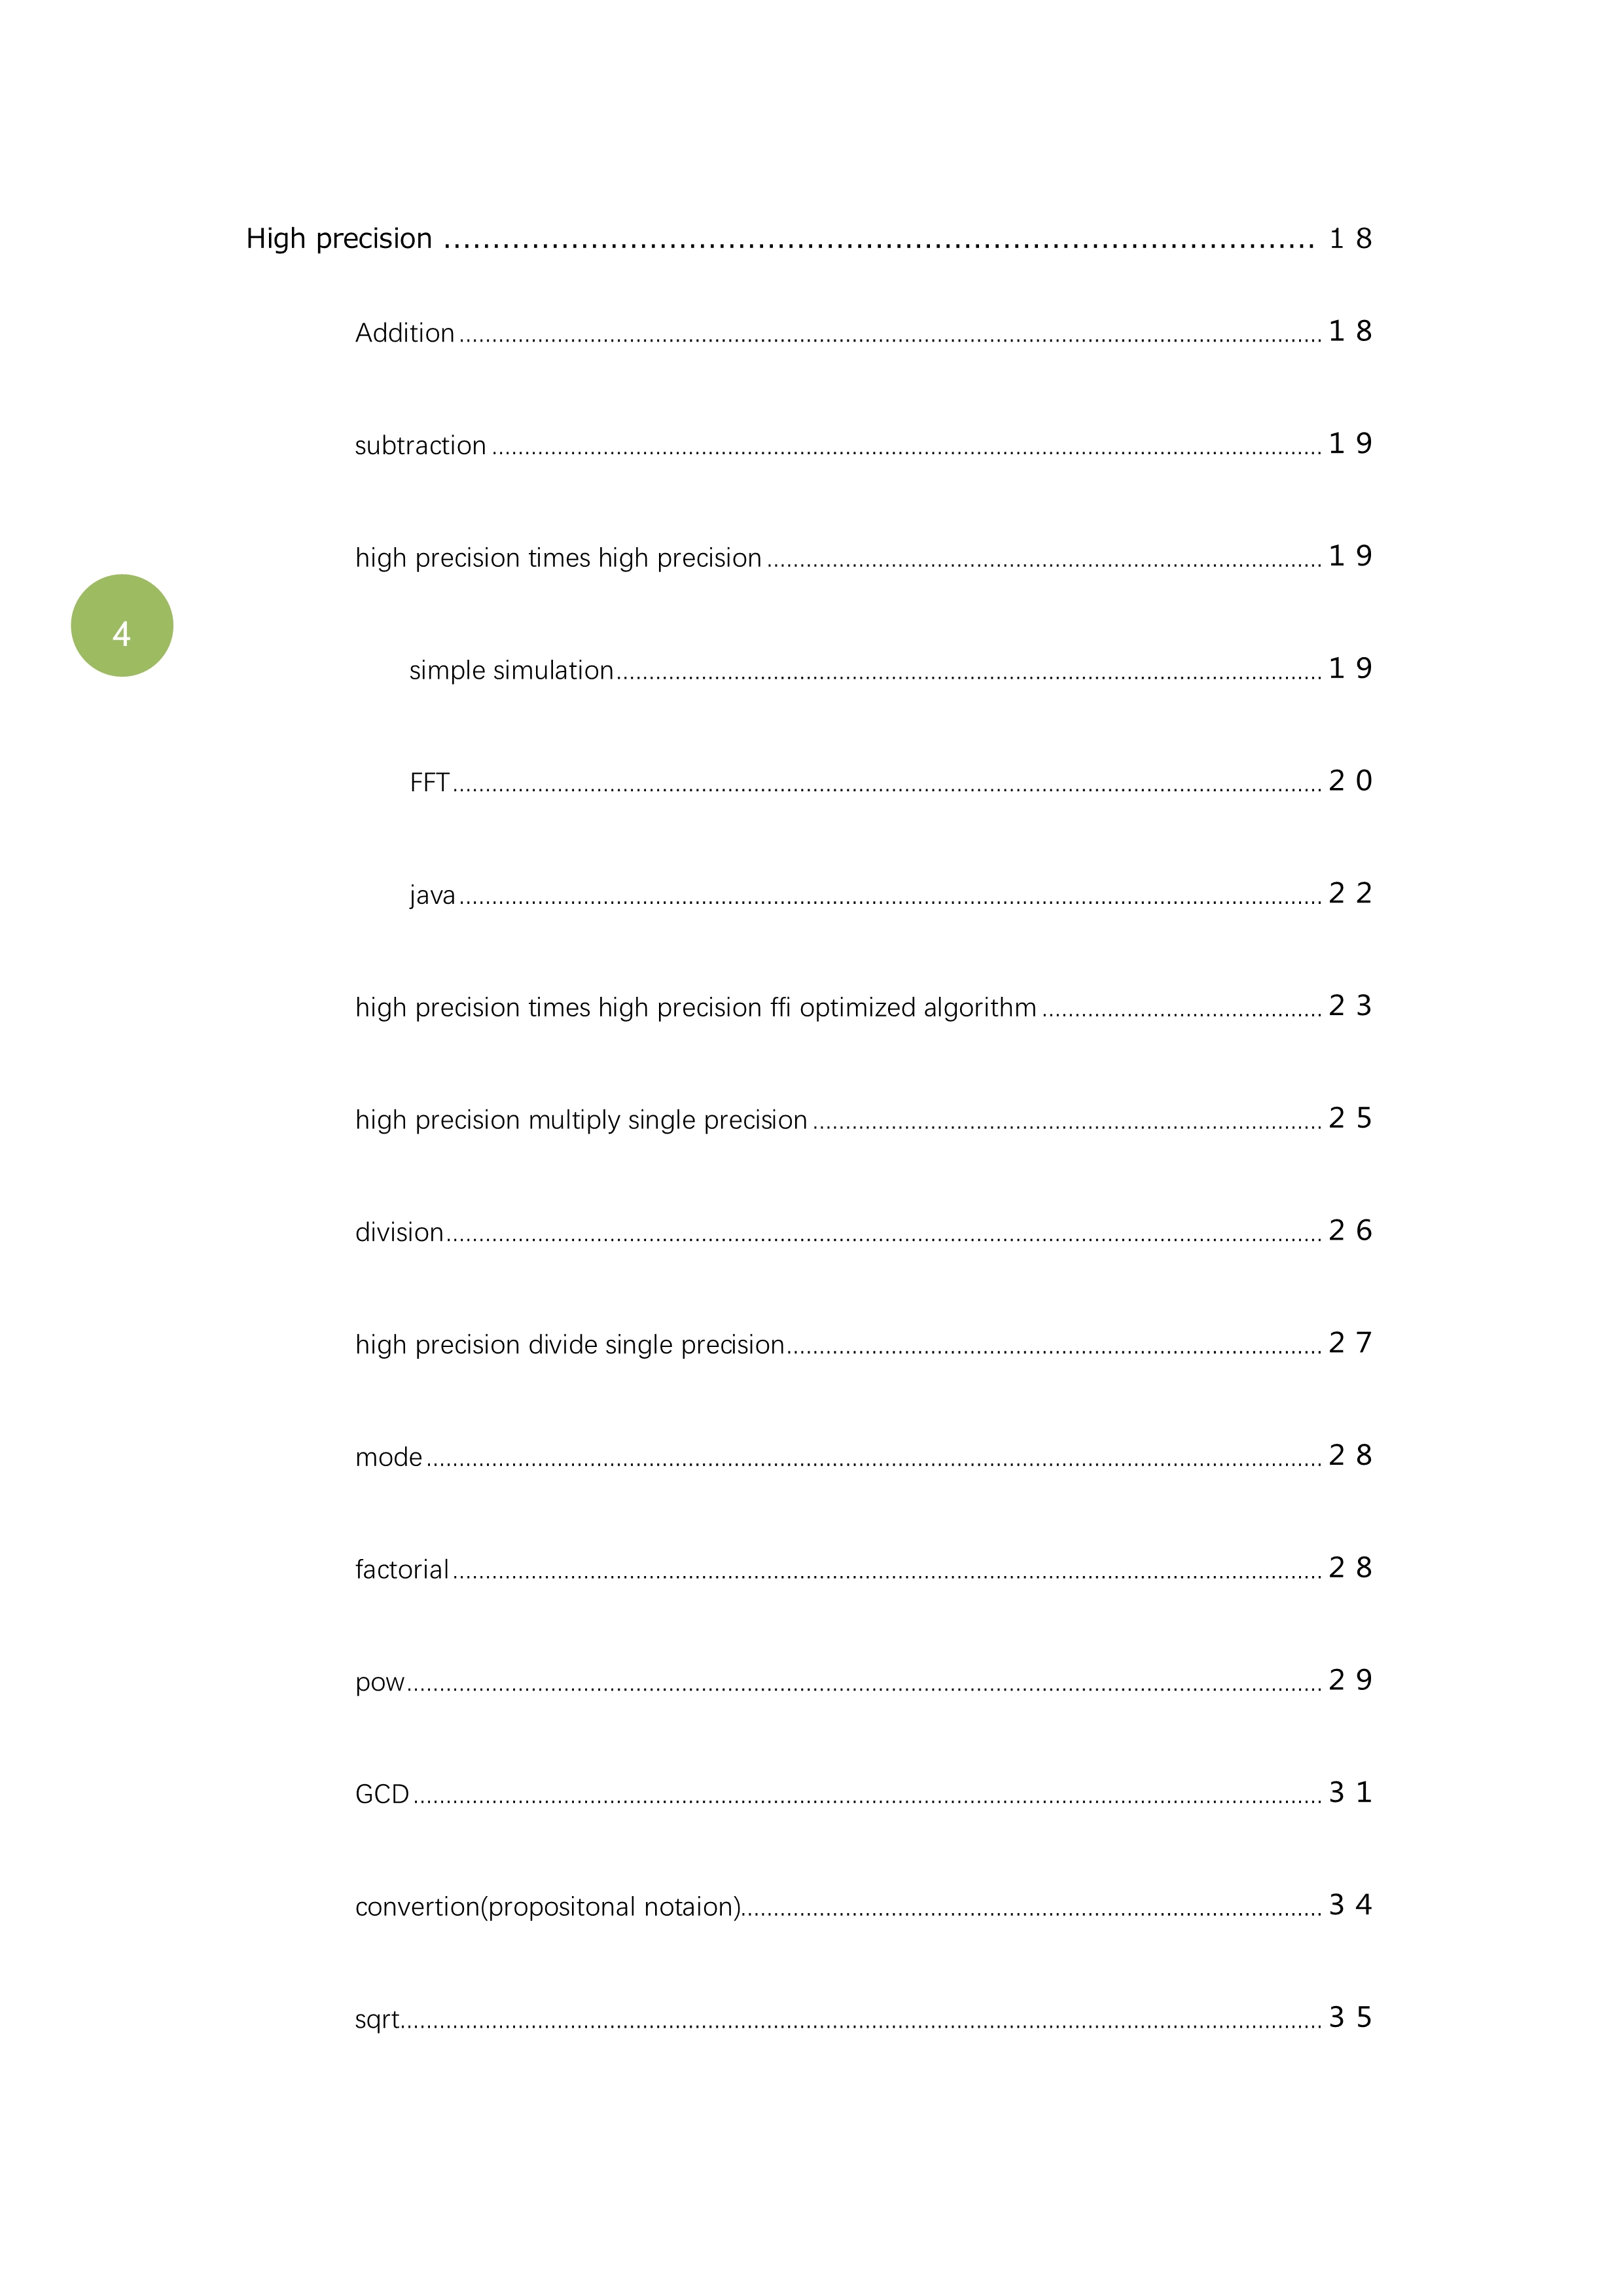 High precision ........................................................................... 18
Addition ........................................................................... 18
subtraction ........................................................................... 19
high precision times high precision ........................................................................... 19
4
simple simulation........................................................................... 19
FFT........................................................................... 20
java........................................................................... 22
high precision times high precision ffi optimized algorithm ........................................................................... 23
high precision multiply single precision ........................................................................... 25
division........................................................................... 26
high precision divide single precision........................................................................... 27
mode........................................................................... 28
factorial........................................................................... 28
pow........................................................................... 29
GCD........................................................................... 31
convertion(propositonal notaion)........................................................................... 34
sqrt........................................................................... 35